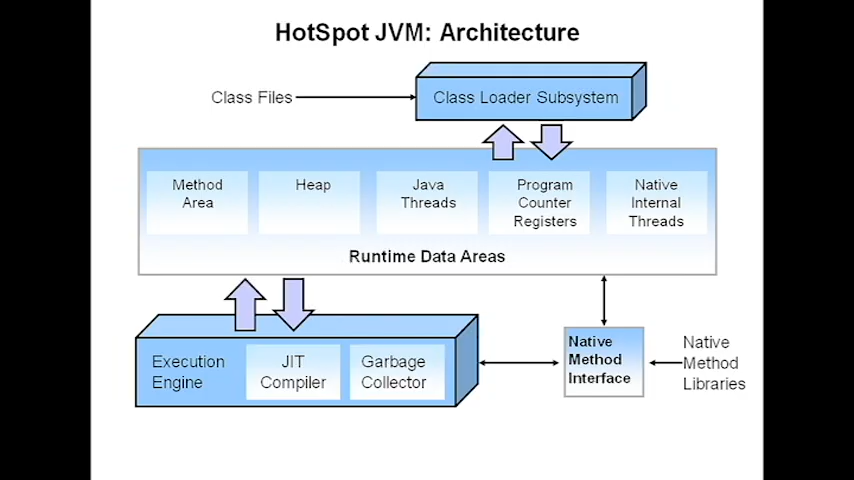 HotSpot JVM: Architecture
Class Files
Class Loader Subsystem
Method
Area
Heap
Java
Threads
Program
Counter
Registers
Native
Internal
Threads
Runtime Data Areas
Execution
Engine
JIT
Compiler
Garbage
Collector
Native
Method
Interface
Native
Method
Libraries